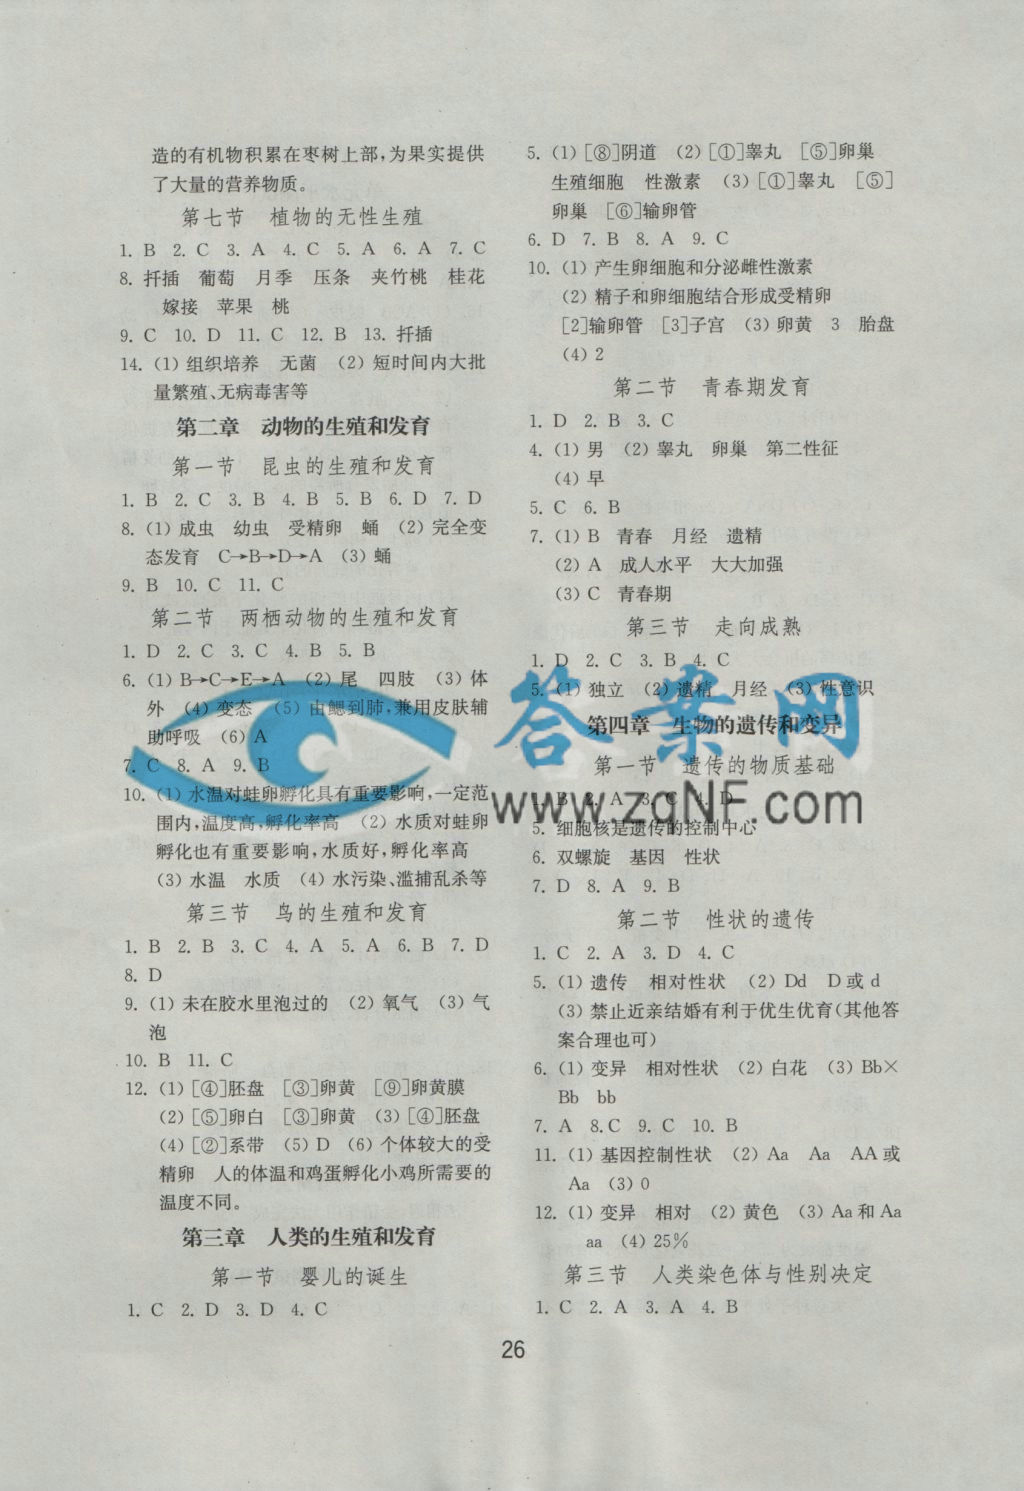 造的有机物积累在枣树上部,为果实提供
了大量的营养物质。
第七节 植物的无性生殖
1. B 2. C 3. A 4. C 5. A 6. A 7. C
8. 扦插 葡萄 月季 压条 夹竹桃 桂花
嫁接 苹果 桃
9. C 10. D 11. C 12. B 13. 扦插
14. (1) 组织培养 无菌 (2) 短时间内大批
量繁殖、无病毒害等
第二章 动物的生殖和发育
第一节 昆虫的生殖和发育
1. B 2. C 3. B 4. B 5. B 6. D 7. D
8. (1) 成虫 幼虫 受精卵 蛹 (2) 完全变
态发育 C→B→D→A (3) 蛹
9. B 10. C 11. C
第二节 两栖动物的生殖和发育
1. D 2. C 3. C 4. B 5. B
6. (1) B→C→E→A (2) 尾 四肢 (3) 体
外 (4) 变态 (5) 由鳃到肺,兼用皮肤辅
助呼吸 (6) A
7. C 8. A 9. B
10. (1) 水温对蛙卵孵化具有重要影响,一定范
围内,温度高,孵化率高 (2) 水质对蛙卵
孵化也有重要影响,水质好,孵化率高
(3) 水温 水质 (4) 水污染、滥捕乱杀等
第三节 鸟的生殖和发育
1. B 2. B 3. C 4. A 5. A 6. B 7. D
8. D
9. (1) 未在胶水里泡过的 (2) 氧气 (3) 气
泡
10. B 11. C
12. (1) [④]胚盘 [③]卵黄 [⑨]卵黄膜
(2) [⑤]卵白 [③]卵黄 (3) [④]胚盘
(4) [②]系带 (5) D (6) 个体较大的受
精卵 人的体温和鸡蛋孵化小鸡所需要的
温度不同。
第三章 人类的生殖和发育
第一节 婴儿的诞生
1. C 2. D 3. D 4. C
5. (1) [⑧]阴道 (2) [①]睾丸 [⑤]卵巢
生殖细胞 性激素 (3) [①]睾丸 [⑤]
卵巢 [⑥]输卵管
6. D 7. B 8. A 9. C
10. (1) 产生卵细胞和分泌雌性激素
(2) 精子和卵细胞结合形成受精卵
[2]输卵管 [3]子宫 (3) 卵黄 3 胎盘
(4) 2
第二节 青春期发育
1. D 2. B 3. C
4. (1) 男 (2) 睾丸 卵巢 第二性征
(4) 早
5. C 6. B
7. (1) B 青春 月经 遗精
(2) A 成人水平 大大加强
(3) C 青春期
第三节 走向成熟
1. D 2. C 3. B 4. C
5. (1) 独立 (2) 遗精 月经 (3) 性意识
第四章 生物的遗传和变异
第一节 遗传的物质基础
1. B 2. A 3. C 4. D
5. 细胞核是遗传的控制中心
6. 双螺旋 基因 性状
7. D 8. A 9. B
第二节 性状的遗传
1. C 2. A 3. D 4. C
5. (1) 遗传 相对性状 (2) Dd D 或 d
(3) 禁止近亲结婚有利于优生优育(其他答
案合理也可)
6. (1) 变异 相对性状 (2) 白花 (3) Bb×
Bb bb
7. A 8. C 9. C 10. B
11. (1) 基因控制性状 (2) Aa Aa AA 或
Aa (3) 0
12. (1) 变异 相对 (2) 黄色 (3) Aa 和 Aa
aa (4) 25%
第三节 人类染色体与性别决定
1. C 2. A 3. A 4. B
26
答案网
www.zqNF.com